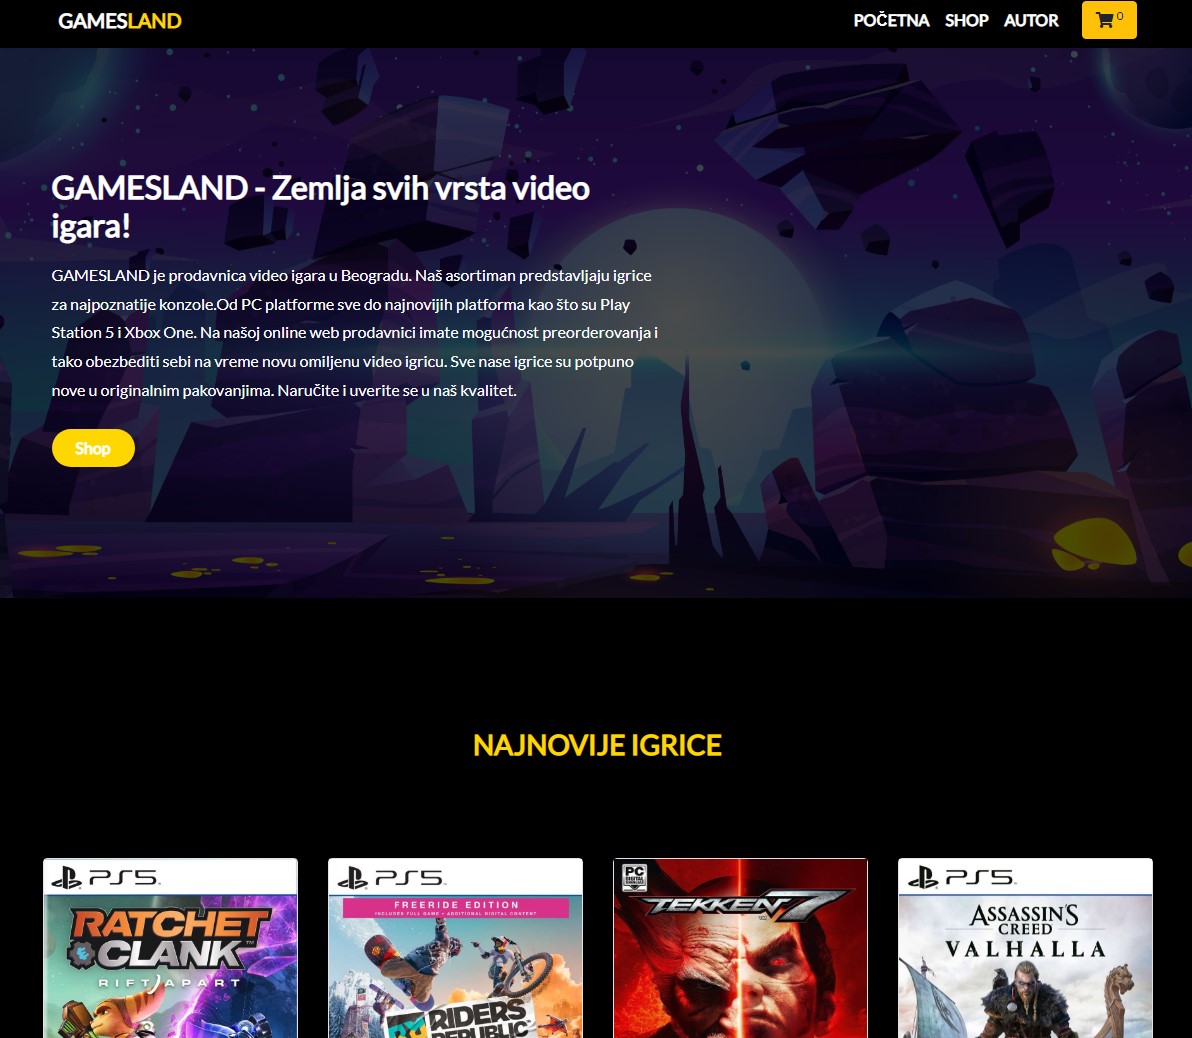 GAMESLAND
POČETNA SHOP AUTOR 0
GAMESLAND - Zemlja svih vrsta video
igara!
GAMESLAND je prodavnica video igara u Beogradu. Naš asortiman predstavljaju igrice
za najpoznatije konzole.Od PC platforme sve do najnovijih platforma kao što su Play
Station 5 i Xbox One. Na našoj online web prodavnici imate mogućnost preorderovanja i
tako obezbéditi sebi na vreme novu omiljenu video igricu. Sve nase igrice su potpuno
nove u originalnim pakovanjima. Naručite i uverite se u naš kvalitet.
Shop
NAJNOVIJE IGRICE
PS5
RATCHET
CLANK
RIFT APART
PS5
FREERIDE EDITION
INCLUDES FULL GAME + ADDITIONAL DIGITAL CONTENT
RIDERS
REPUBLIC
PC
TEKKEN 7
PS5
ASSASSIN'S
CREED
VALHALLA